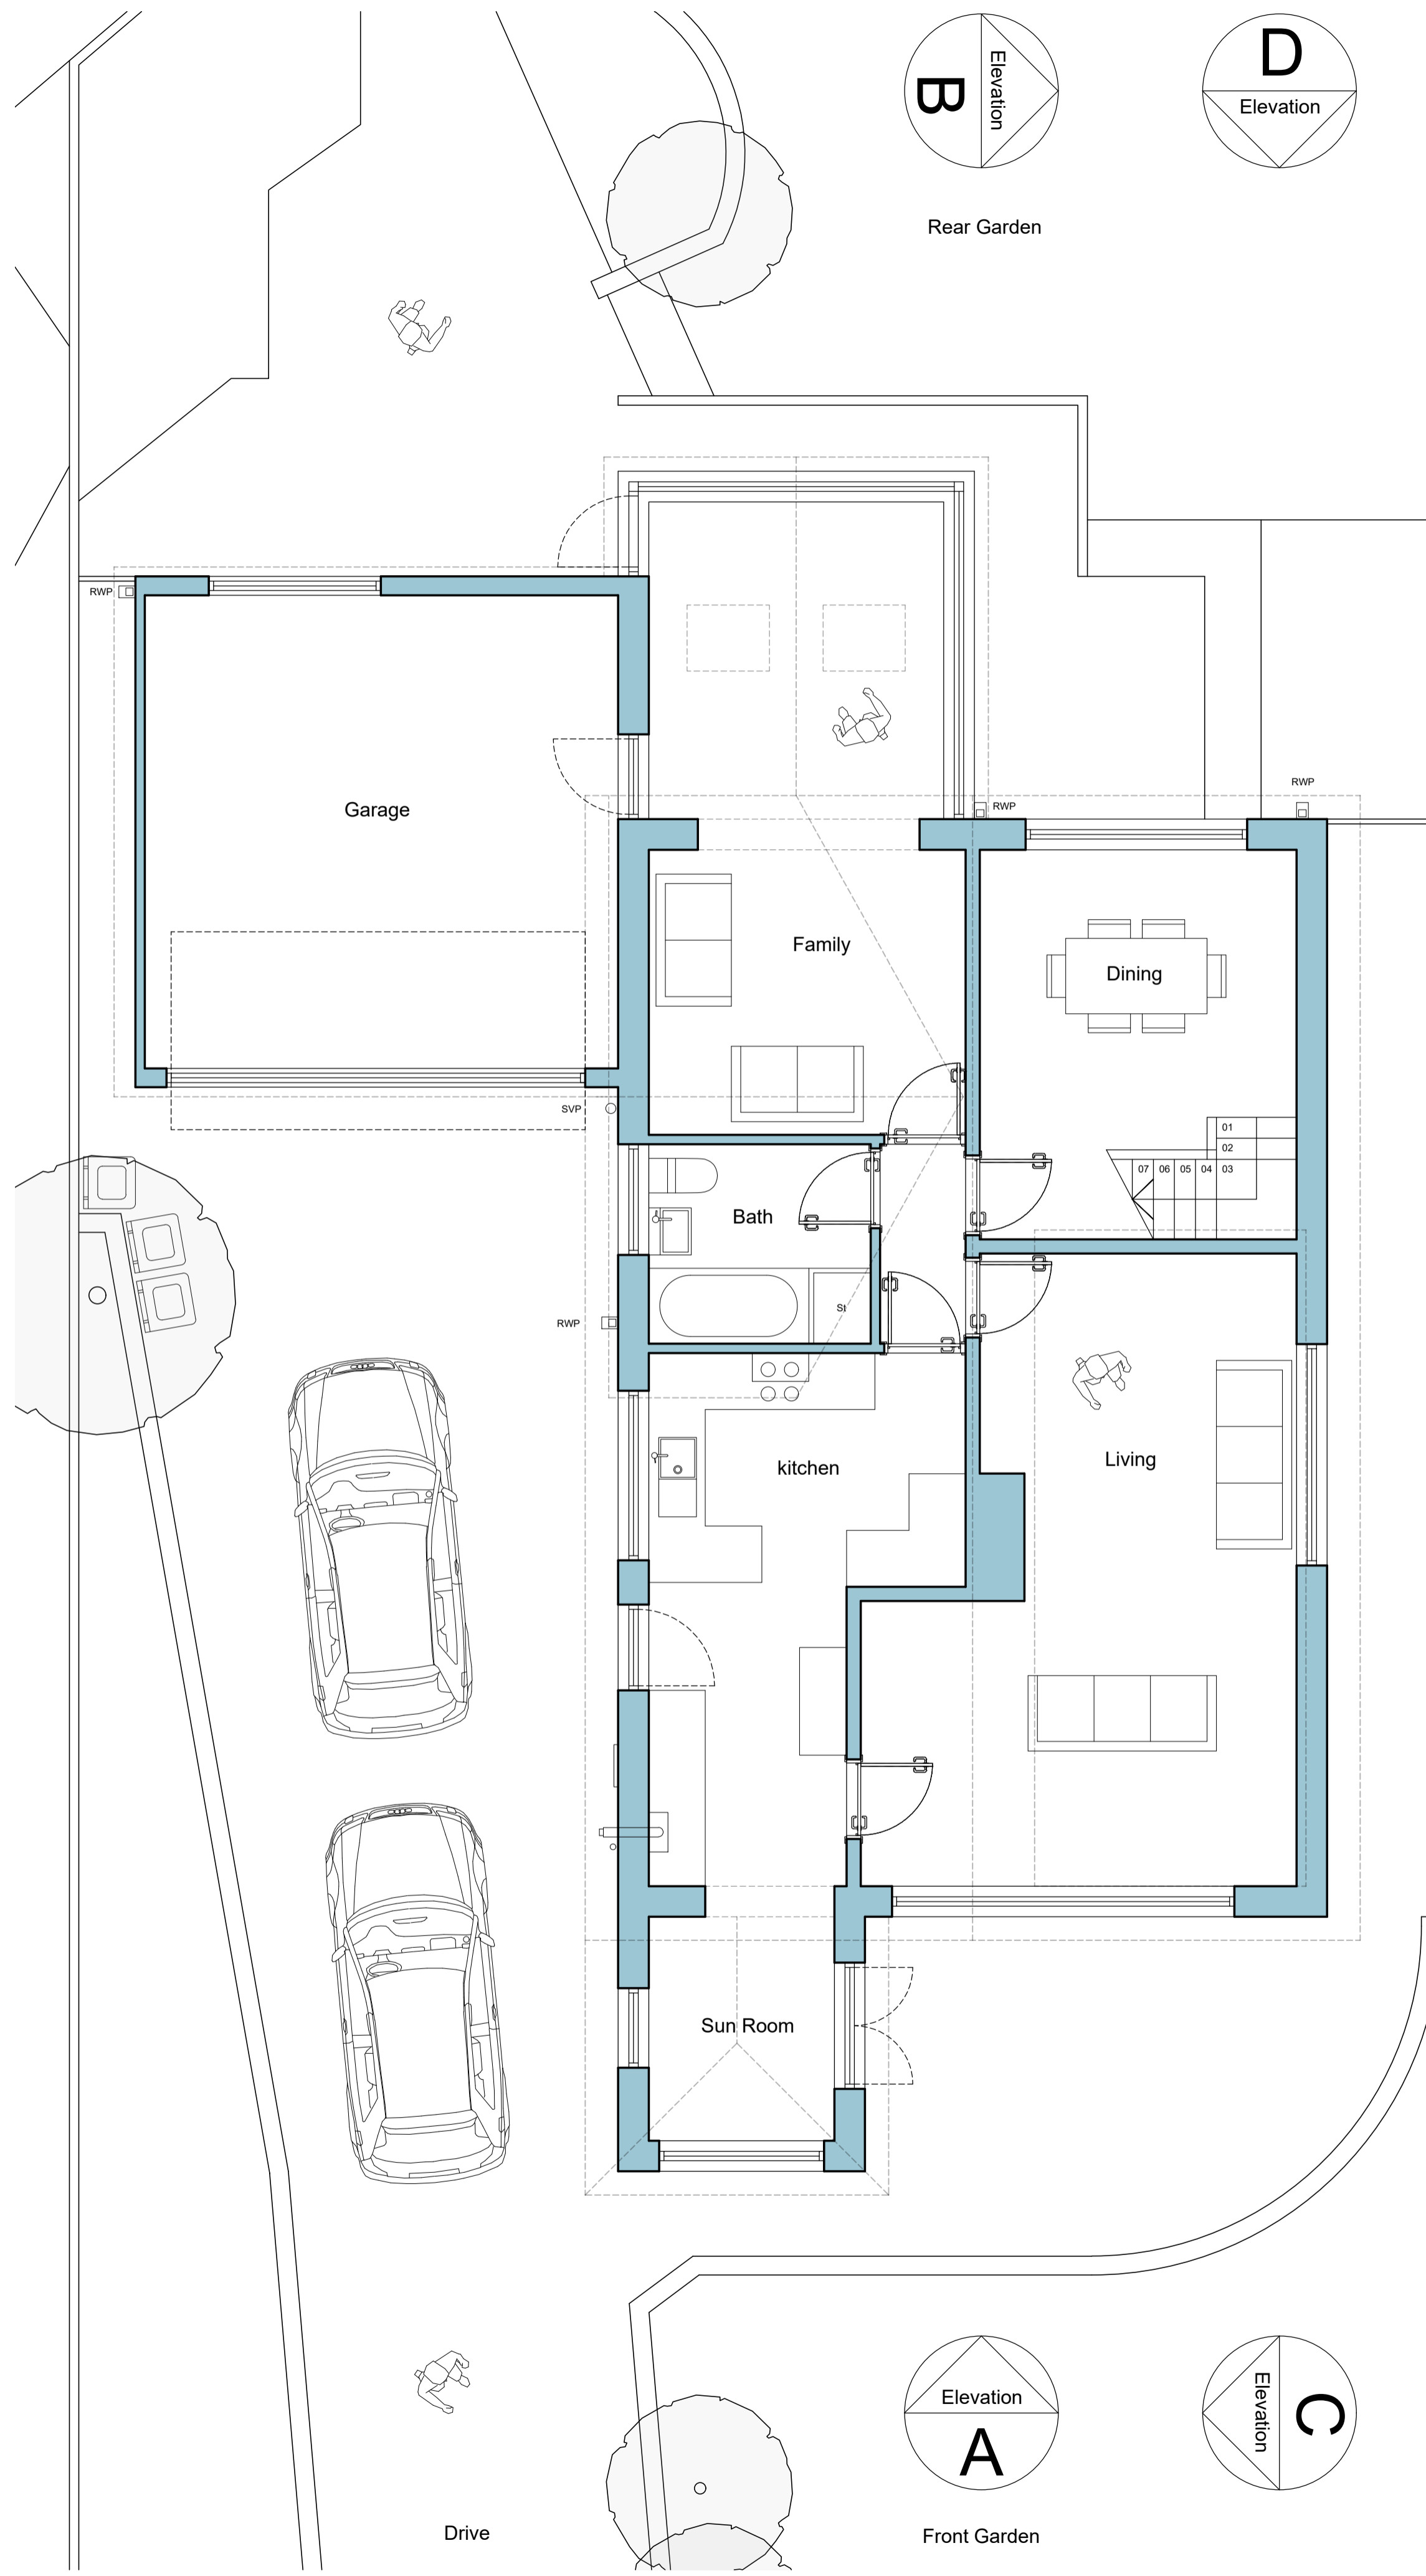 B
Elevation
D
Elevation
Rear Garden
RWP
RWP
RWP
Garage
Family
Dining
SVP
01
02
07 06 05 04 03
Bath
St
RWP
Living
kitchen
Sun Room
Elevation
A
Elevation
C
Drive
Front Garden